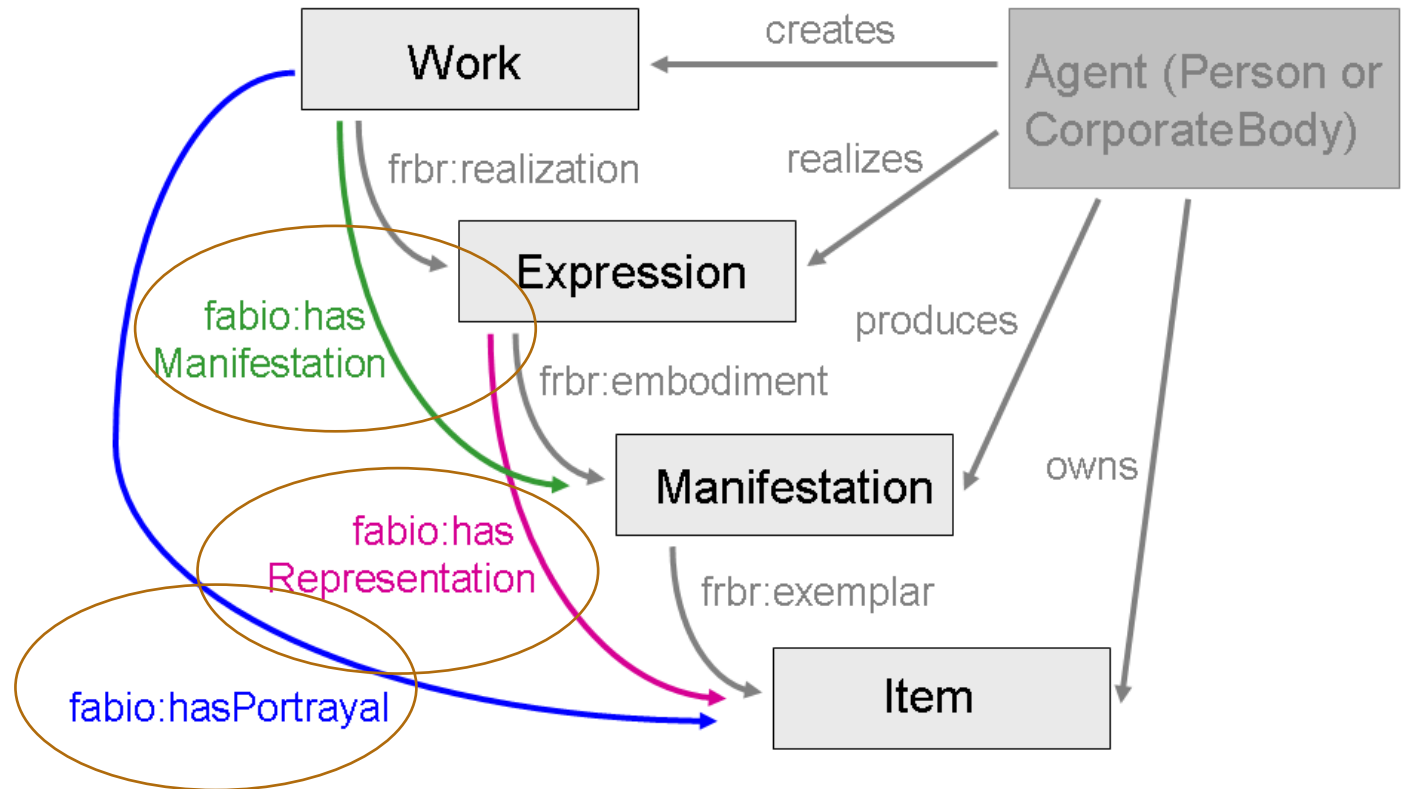 creates
Work
Agent (Person or
CorporateBody)
realizes
frbr:realization
Expression
fabio:has
Manifestation
produces
frbr:embodiment
owns
Manifestation
fabio:has
Representation
frbr:exemplar
Item
fabio:hasPortrayal